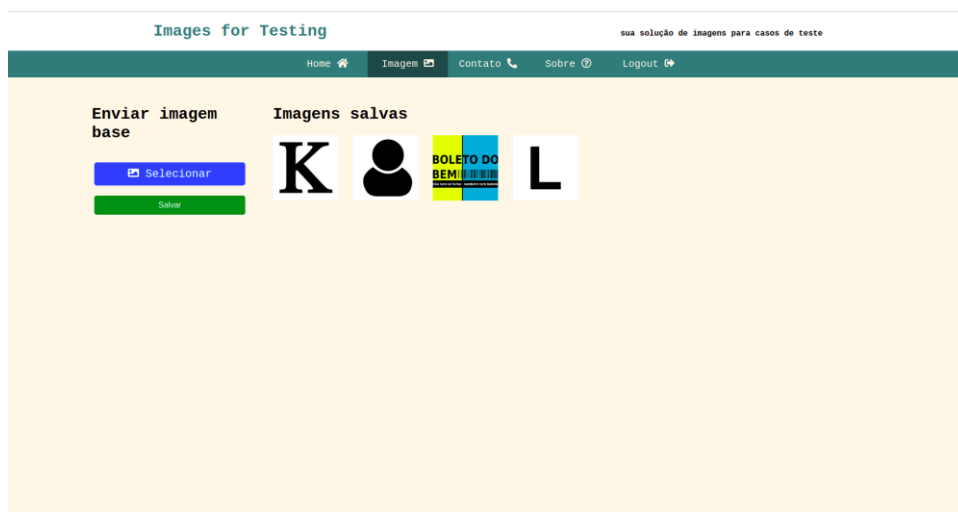 Images for Testing
sua solução de imagens para casos de teste
Home
Imagem
Contato
Sobre
Logout
Enviar imagem
base
Selecionar
Salvar
Imagens salvas
K
BOLETO DO
BEM
L